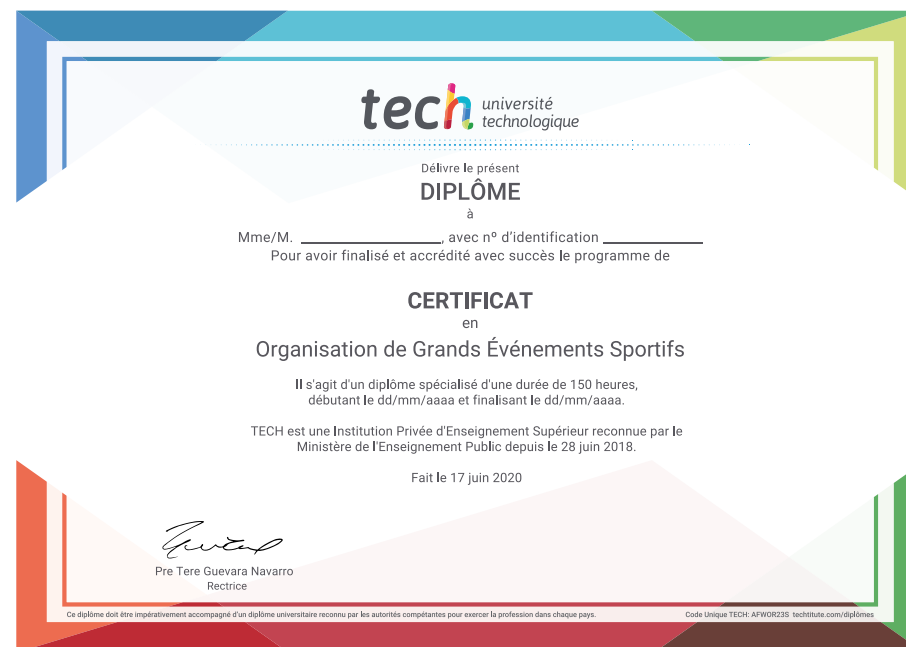 tech université
technologique
Délivre le présent
DIPLÔME
à
Mme/M. ____________________, avec nº d'identification ______________
Pour avoir finalisé et accrédité avec succès le programme de
CERTIFICAT
en
Organisation de Grands Événements Sportifs
Il s'agit d'un diplôme spécialisé d'une durée de 150 heures,
débutant le dd/mm/aaaa et finalisant le dd/mm/aaaa.
TECH est une Institution Privée d'Enseignement Supérieur reconnue par le
Ministère de l'Enseignement Public depuis le 28 juin 2018.
Fait le 17 juin 2020
Pre Tere Guevara Navarro
Rectrice
Ce diplôme doit être impérativement accompagné d'un diplôme universitaire reconnu par les autorités compétantes pour exercer la profession dans chaque pays.
Code Unique TECH: AFWOR23S techtitute.com/diplômes